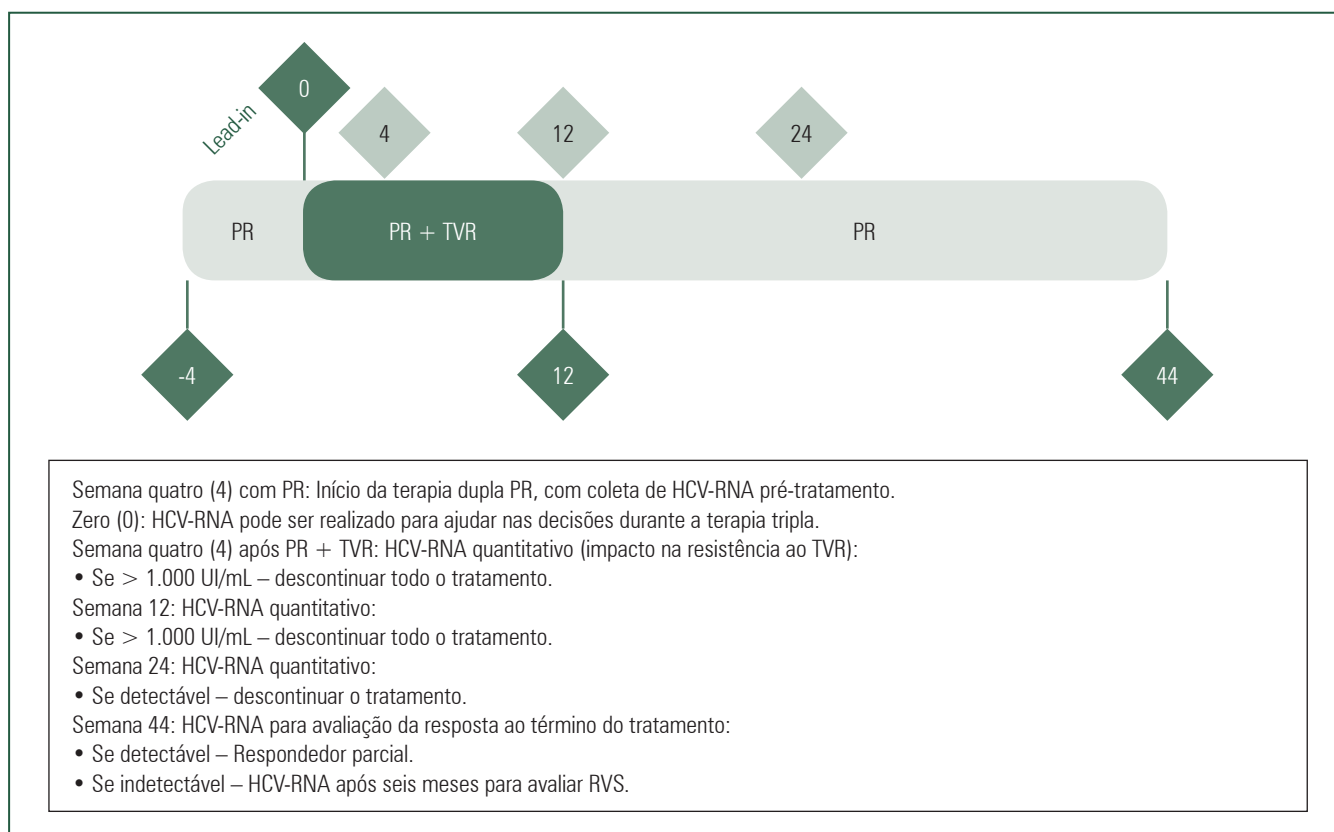 0
Lead-in
4
12
24
PR
PR + TVR
PR
-4
12
44
Semana quatro (4) com PR: Início da terapia dupla PR, com coleta de HCV-RNA pré-tratamento.
Zero (0): HCV-RNA pode ser realizado para ajudar nas decisões durante a terapia tripla.
Semana quatro (4) após PR + TVR: HCV-RNA quantitativo (impacto na resistência ao TVR):
• Se > 1.000 UI/mL – descontinuar todo o tratamento.
Semana 12: HCV-RNA quantitativo:
• Se > 1.000 UI/mL – descontinuar todo o tratamento.
Semana 24: HCV-RNA quantitativo:
• Se detectável – descontinuar o tratamento.
Semana 44: HCV-RNA para avaliação da resposta ao término do tratamento:
• Se detectável – Respondedor parcial.
• Se indetectável – HCV-RNA após seis meses para avaliar RVS.